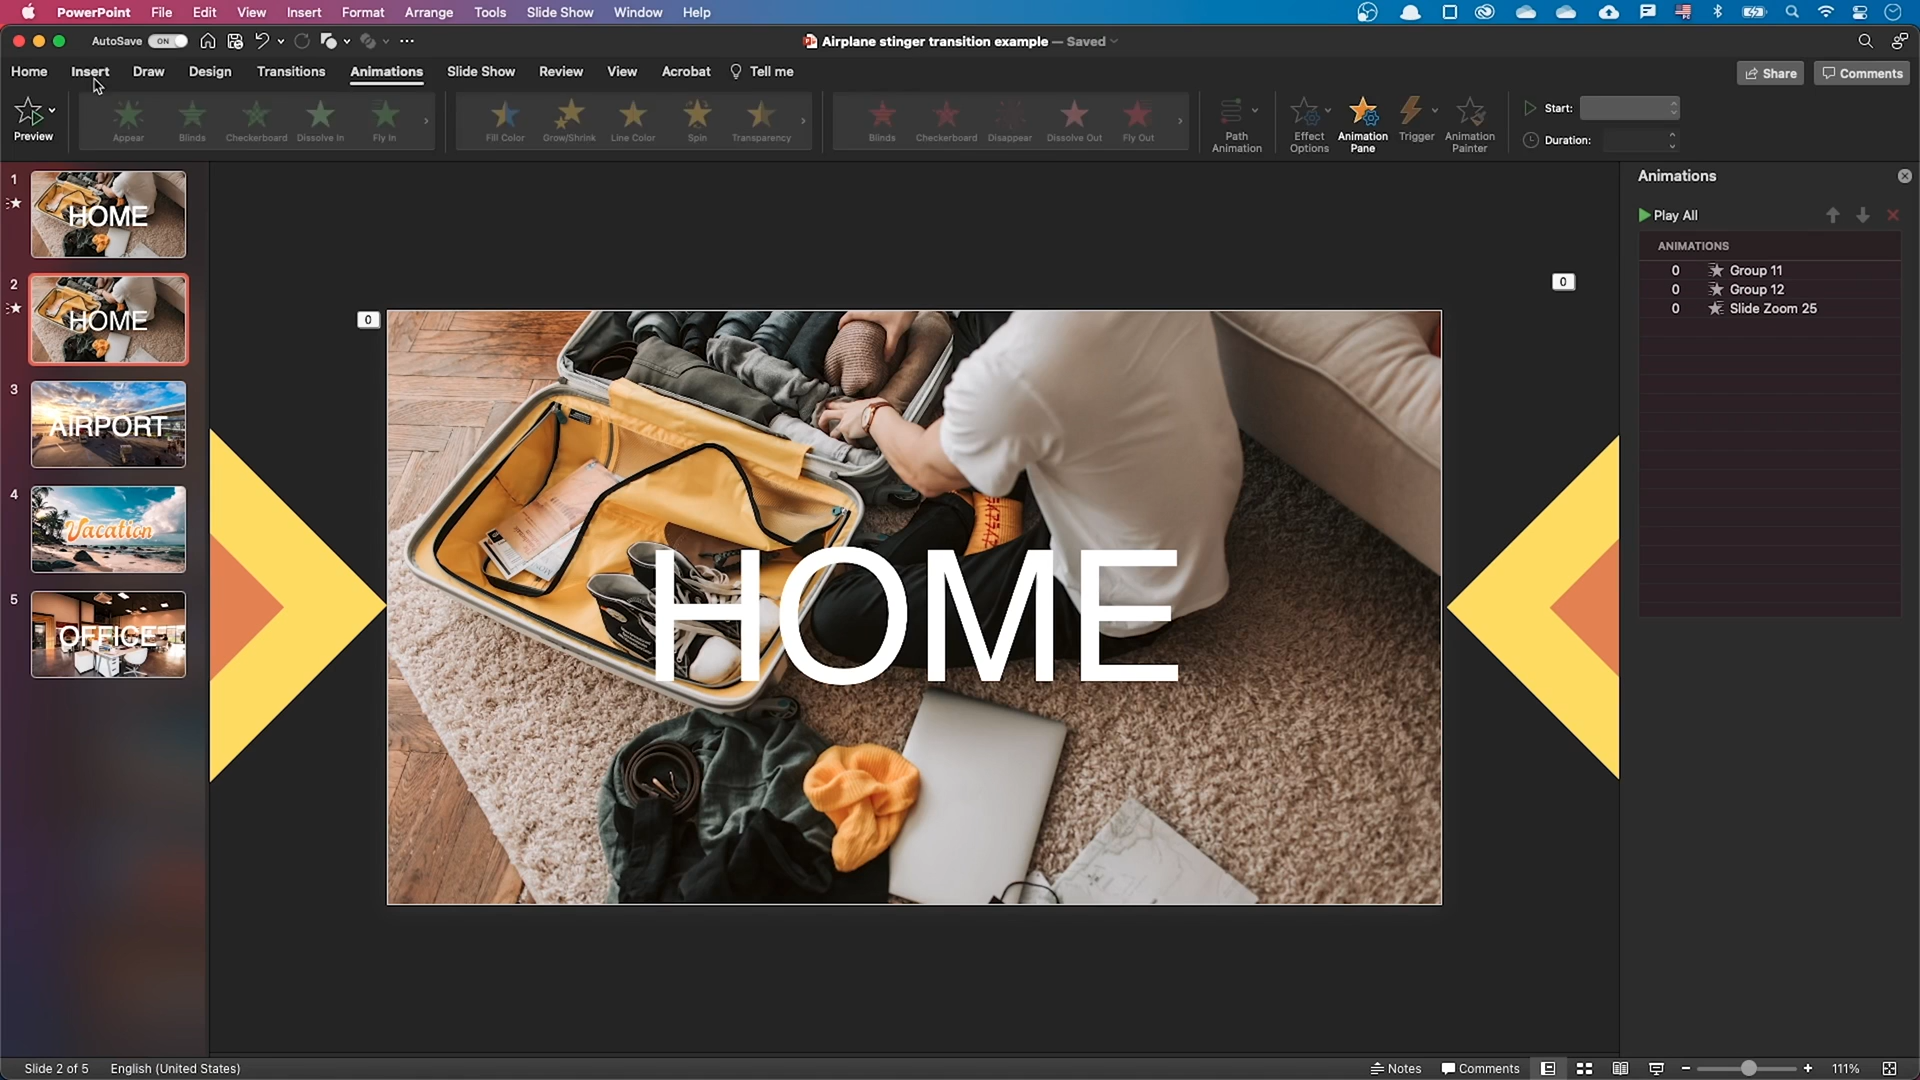 PowerPoint File Edit View Insert Format Arrange Tools Slide Show Window Help
AutoSave ON Airplane stinger transition example — Saved
Home Insert Draw Design Transitions Animations Slide Show Review View Acrobat Tell me Share Comments
Preview
Appear Blinds Checkerboard Dissolve In Fly In
Fill Color Grow/Shrink Line Color Spin Transparency
Blinds Checkerboard Disappear Dissolve Out Fly Out
Path
Animation
Effect
Options
Animation
Pane
Trigger
Animation
Painter
Start:
Duration:
1
HOME
2
HOME
3
AIRPORT
4
Vacation
5
OFFICE
0
0
HOME
Animations
Play All
ANIMATIONS
0 Group 11
0 Group 12
0 Slide Zoom 25
Slide 2 of 5 English (United States) Notes Comments 111%